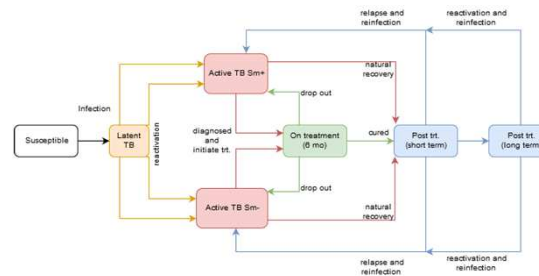 relapse and
reinfection
reactivation and
reinfection
Active TB Sm+
natural
recovery
drop out
Infection
Susceptible
Latent
TB
reactivation
diagnosed
and
initiate trt.
On treatment
(6 mo)
cured
Post trt.
(short term)
Post trt.
(long term
drop out
Active TB Sm-
natural
recovery
relapse and
reinfection
reactivation and
reinfection